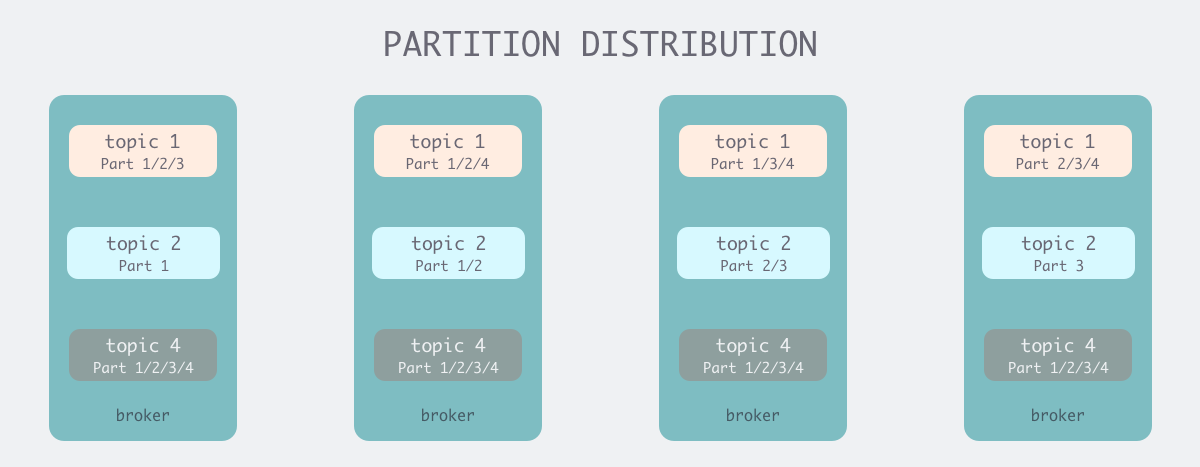 PARTITION DISTRIBUTION
topic 1
Part 1/2/3
topic 2
Part 1
topic 4
Part 1/2/3/4
broker
topic 1
Part 1/2/4
topic 2
Part 1/2
topic 4
Part 1/2/3/4
broker
topic 1
Part 1/3/4
topic 2
Part 2/3
topic 4
Part 1/2/3/4
broker
topic 1
Part 2/3/4
topic 2
Part 3
topic 4
Part 1/2/3/4
broker